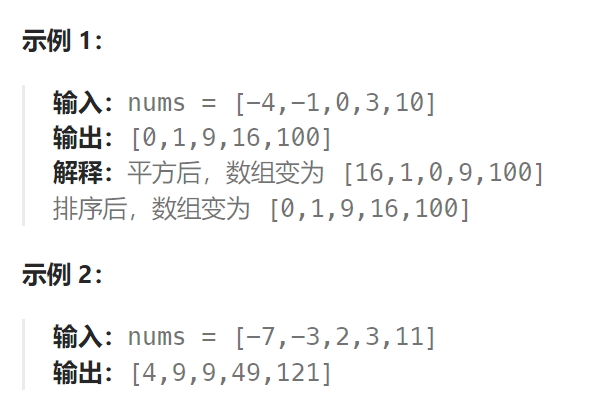 示例 1：
输入：nums = [-4,-1,0,3,10]
输出：[0,1,9,16,100]
解释：平方后，数组变为 [16,1,0,9,100]
排序后，数组变为 [0,1,9,16,100]
示例 2：
输入：nums = [-7,-3,2,3,11]
输出：[4,9,9,49,121]